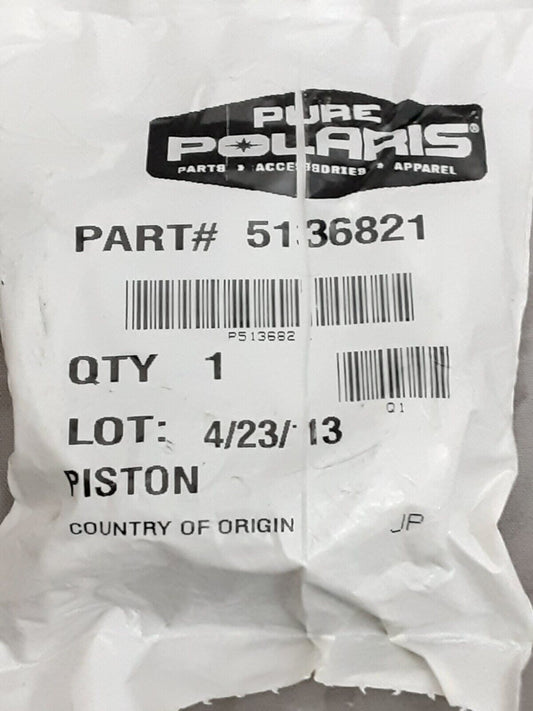 PURE
POLARIS®
PARTS • ACCESSORIES • APPAREL
PART# 5136821
P513682
QTY 1
Q1
LOT: 4/23/13
PISTON
COUNTRY OF ORIGIN JP